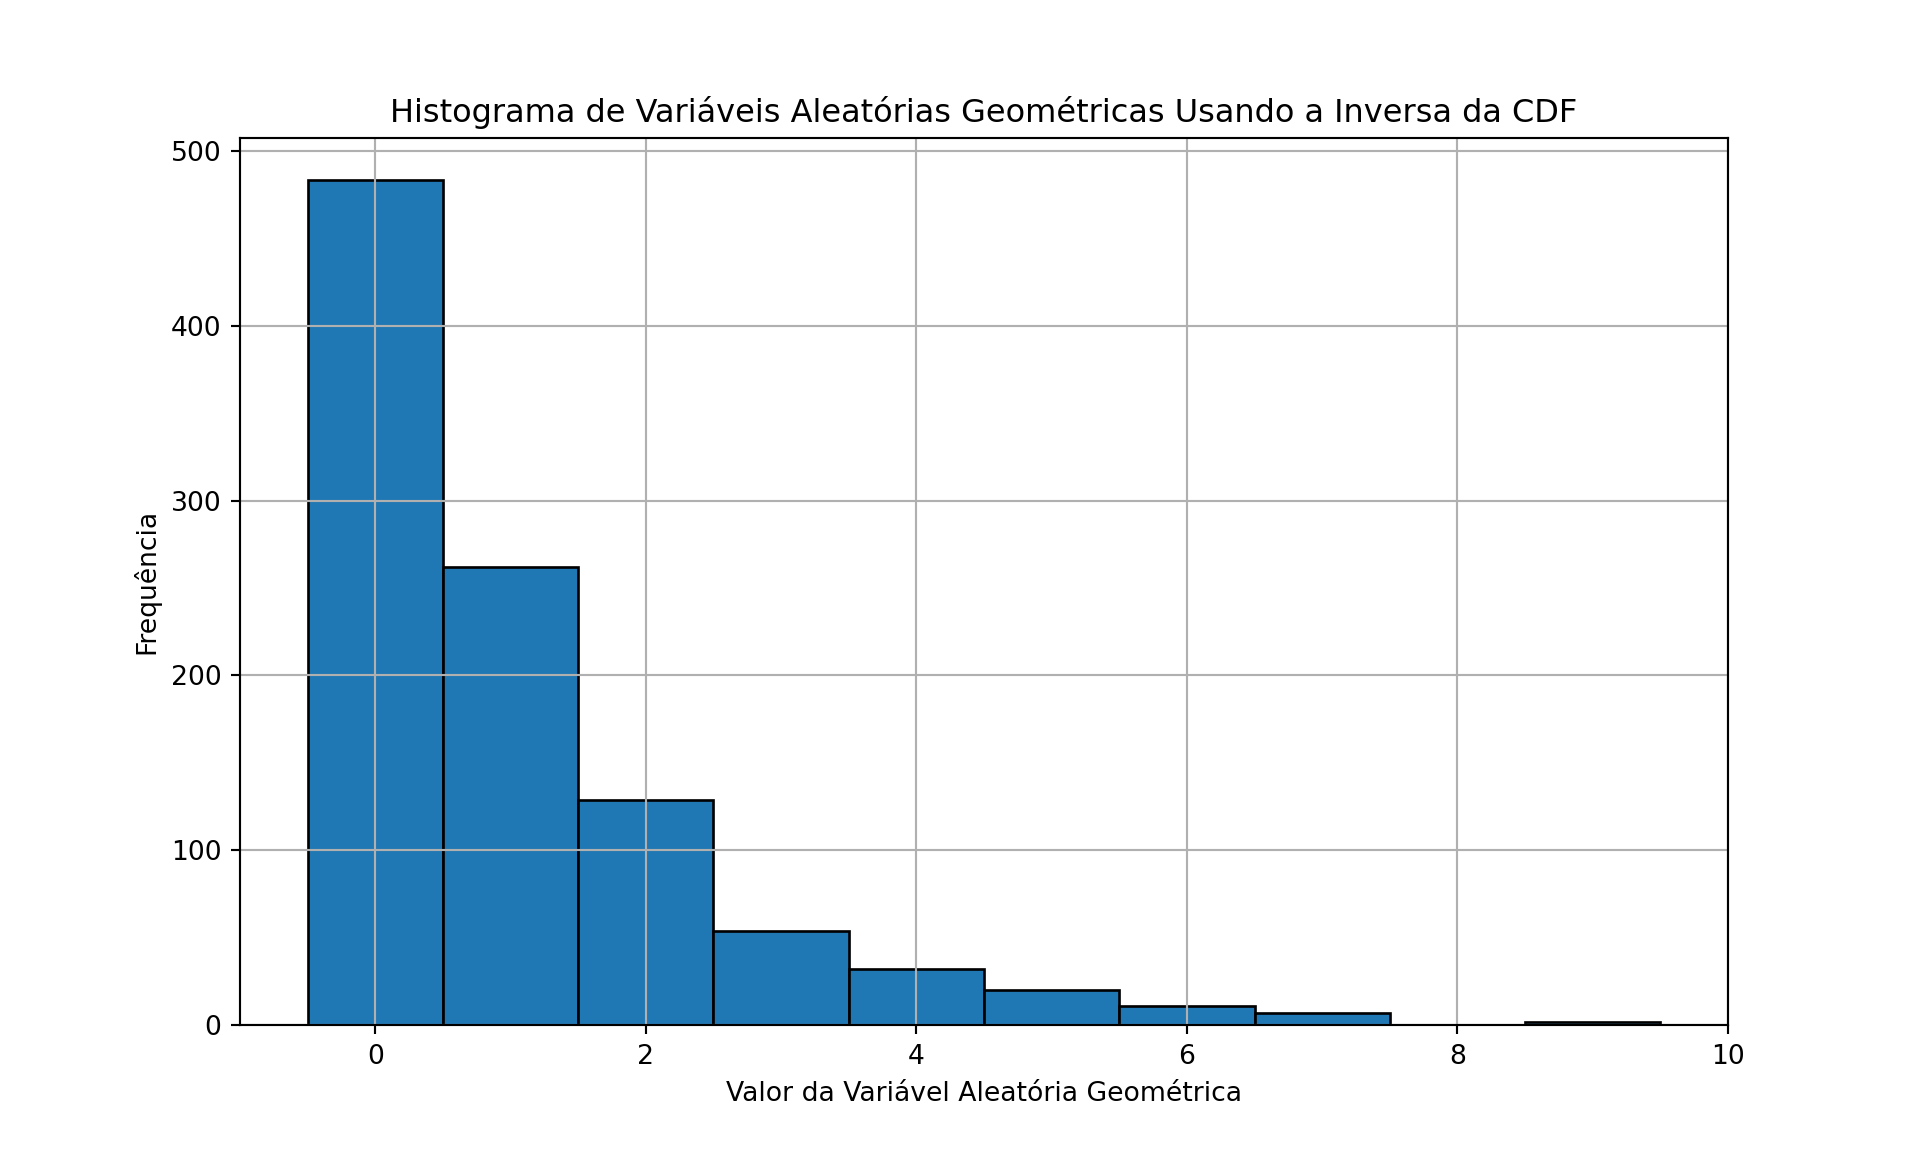 Histograma de Variáveis Aleatórias Geométricas Usando a Inversa da CDF
500
400
300
200
100
0
Frequência
0 2 4 6 8 10
Valor da Variável Aleatória Geométrica